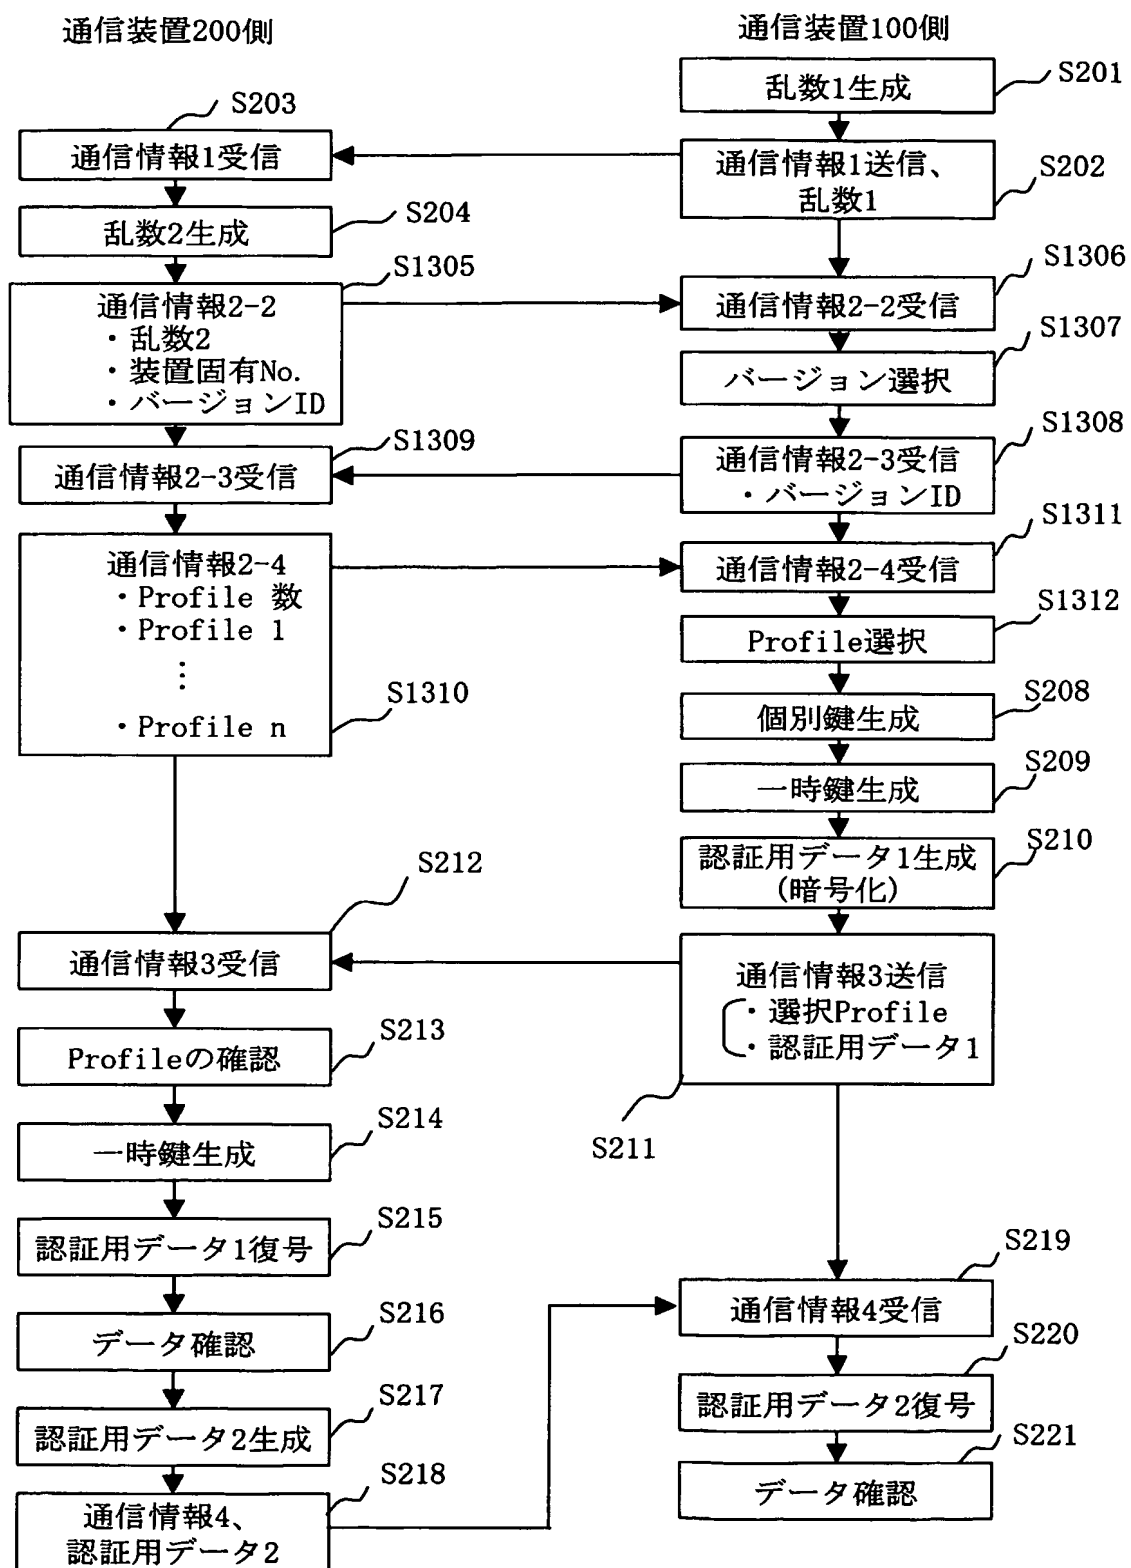 通信装置200側
通信装置100側
乱数1生成
S201
S203
通信情報1受信
通信情報1送信、
乱数1
S202
乱数2生成
S204
S1305
通信情報2-2
・乱数2
・装置固有No.
・バージョンID
S1306
通信情報2-2受信
S1307
バージョン選択
S1309
通信情報2-3受信
S1308
通信情報2-3受信
・バージョンID
通信情報2-4
・Profile 数
・Profile 1
⋮
・Profile n
S1310
S1311
通信情報2-4受信
S1312
Profile選択
S208
個別鍵生成
S209
一時鍵生成
S210
認証用データ1生成
(暗号化)
S212
通信情報3受信
通信情報3送信
・選択Profile
・認証用データ1
S211
S213
Profileの確認
S214
一時鍵生成
S215
認証用データ1復号
S216
データ確認
S217
認証用データ2生成
S218
通信情報4、
認証用データ2
S219
通信情報4受信
S220
認証用データ2復号
S221
データ確認